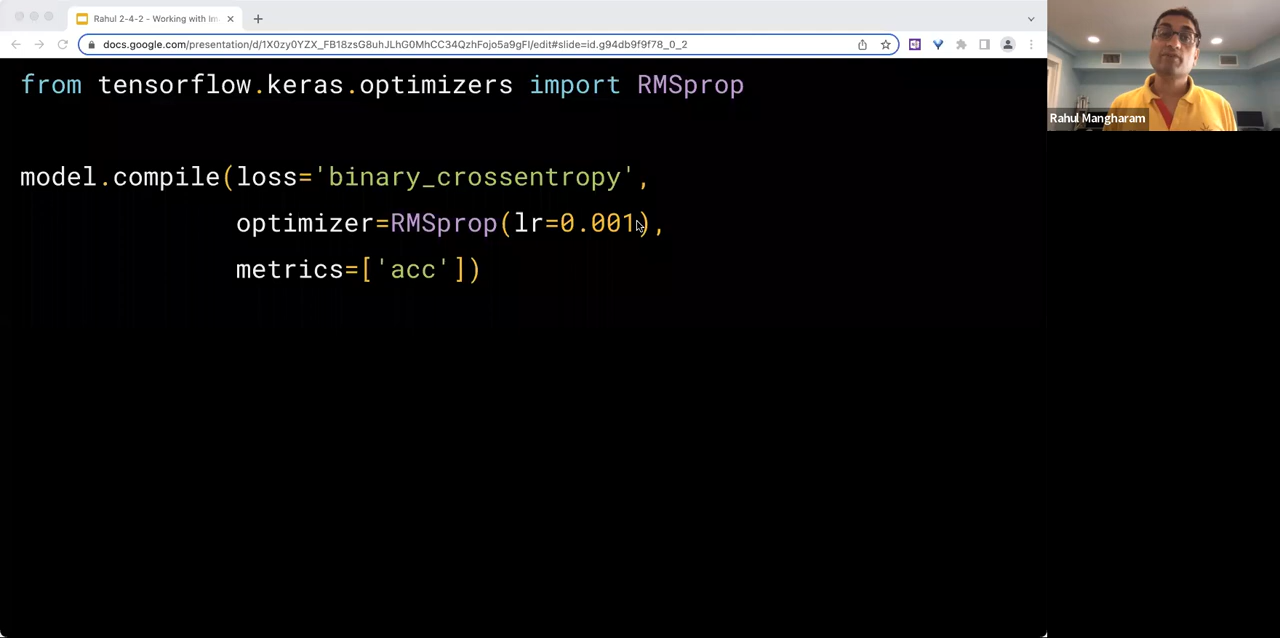 Rahul 2-4-2 - Working with Im
docs.google.com/presentation/d/1X0zy0YZX_FB18zsG8uhJLhG0MhCC34QzhFojo5a9gFI/edit#slide=id.g94db9f9f78_0_2
from tensorflow.keras.optimizers import RMSprop
model.compile(loss='binary_crossentropy',
optimizer=RMSprop(lr=0.001),
metrics=['acc'])
Rahul Mangharam